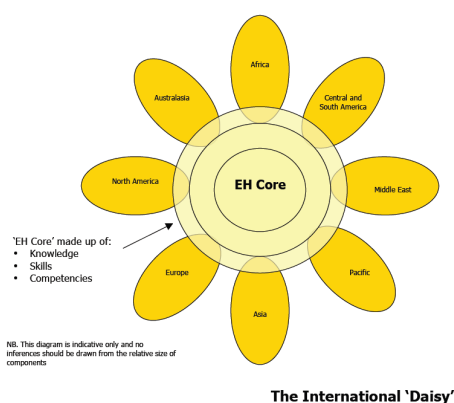 Africa
Australasia
Central and
South America
North America
EH Core
Middle East
'EH Core' made up of:
• Knowledge
• Skills
• Competencies
Europe
Pacific
Asia
NB. This diagram is indicative only and no
inferences should be drawn from the relative size of
components
The International 'Daisy'